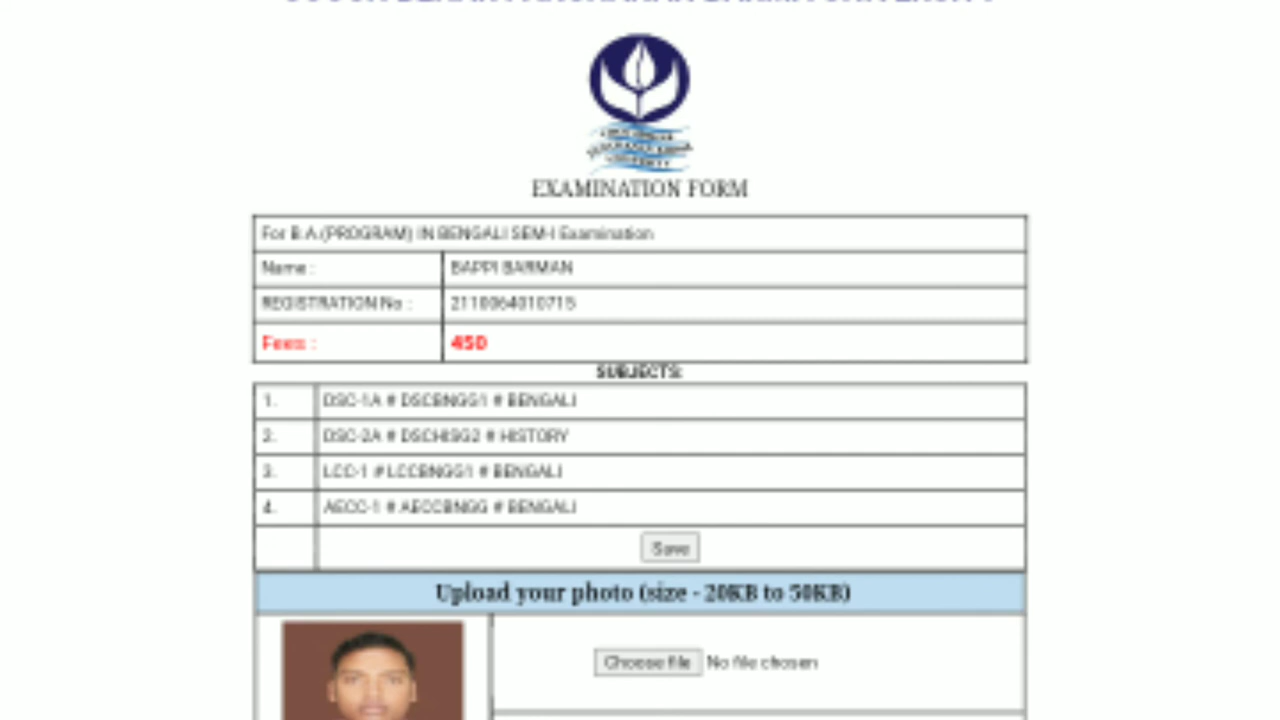 EXAMINATION FORM
For B.A.(PROGRAM) IN BENGALI SEM-I Examination
Name : BAPPI BARMAN
REGISTRATION No : 2110064010715
Fees : 450
SUBJECTS:
1. DSC-1A # DSCBNGG1 # BENGALI
2. DSC-2A # DSCHISG2 # HISTORY
3. LCC-1 # LCCBNGG1 # BENGALI
4. AECC-1 # AECCBNGG # BENGALI
Save
Upload your photo (size - 20KB to 50KB)
Choose file No file chosen